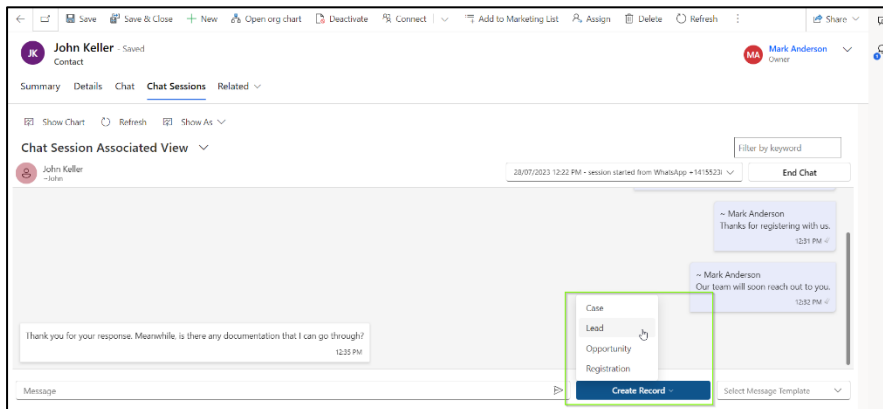 Save Save & Close New Open org chart Deactivate Connect Add to Marketing List Assign Delete Refresh Share
JK John Keller - Saved
Contact
MA Mark Anderson
Owner
Summary Details Chat Chat Sessions Related
Show Chart Refresh Show As
Chat Session Associated View
Filter by keyword
John Keller
~John
28/07/2023 12:22 PM - session started from WhatsApp +1415523
End Chat
~ Mark Anderson
Thanks for registering with us.
12:31 PM
~ Mark Anderson
Our team will soon reach out to you.
12:32 PM
Case
Lead
Opportunity
Registration
Thank you for your response. Meanwhile, is there any documentation that I can go through?
12:35 PM
Message
Create Record
Select Message Template